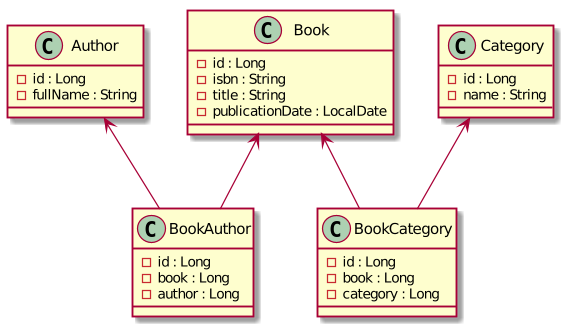 C Author
id : Long
fullName : String
C Book
id : Long
isbn : String
title : String
publicationDate : LocalDate
C Category
id : Long
name : String
C BookAuthor
id : Long
book : Long
author : Long
C BookCategory
id : Long
book : Long
category : Long